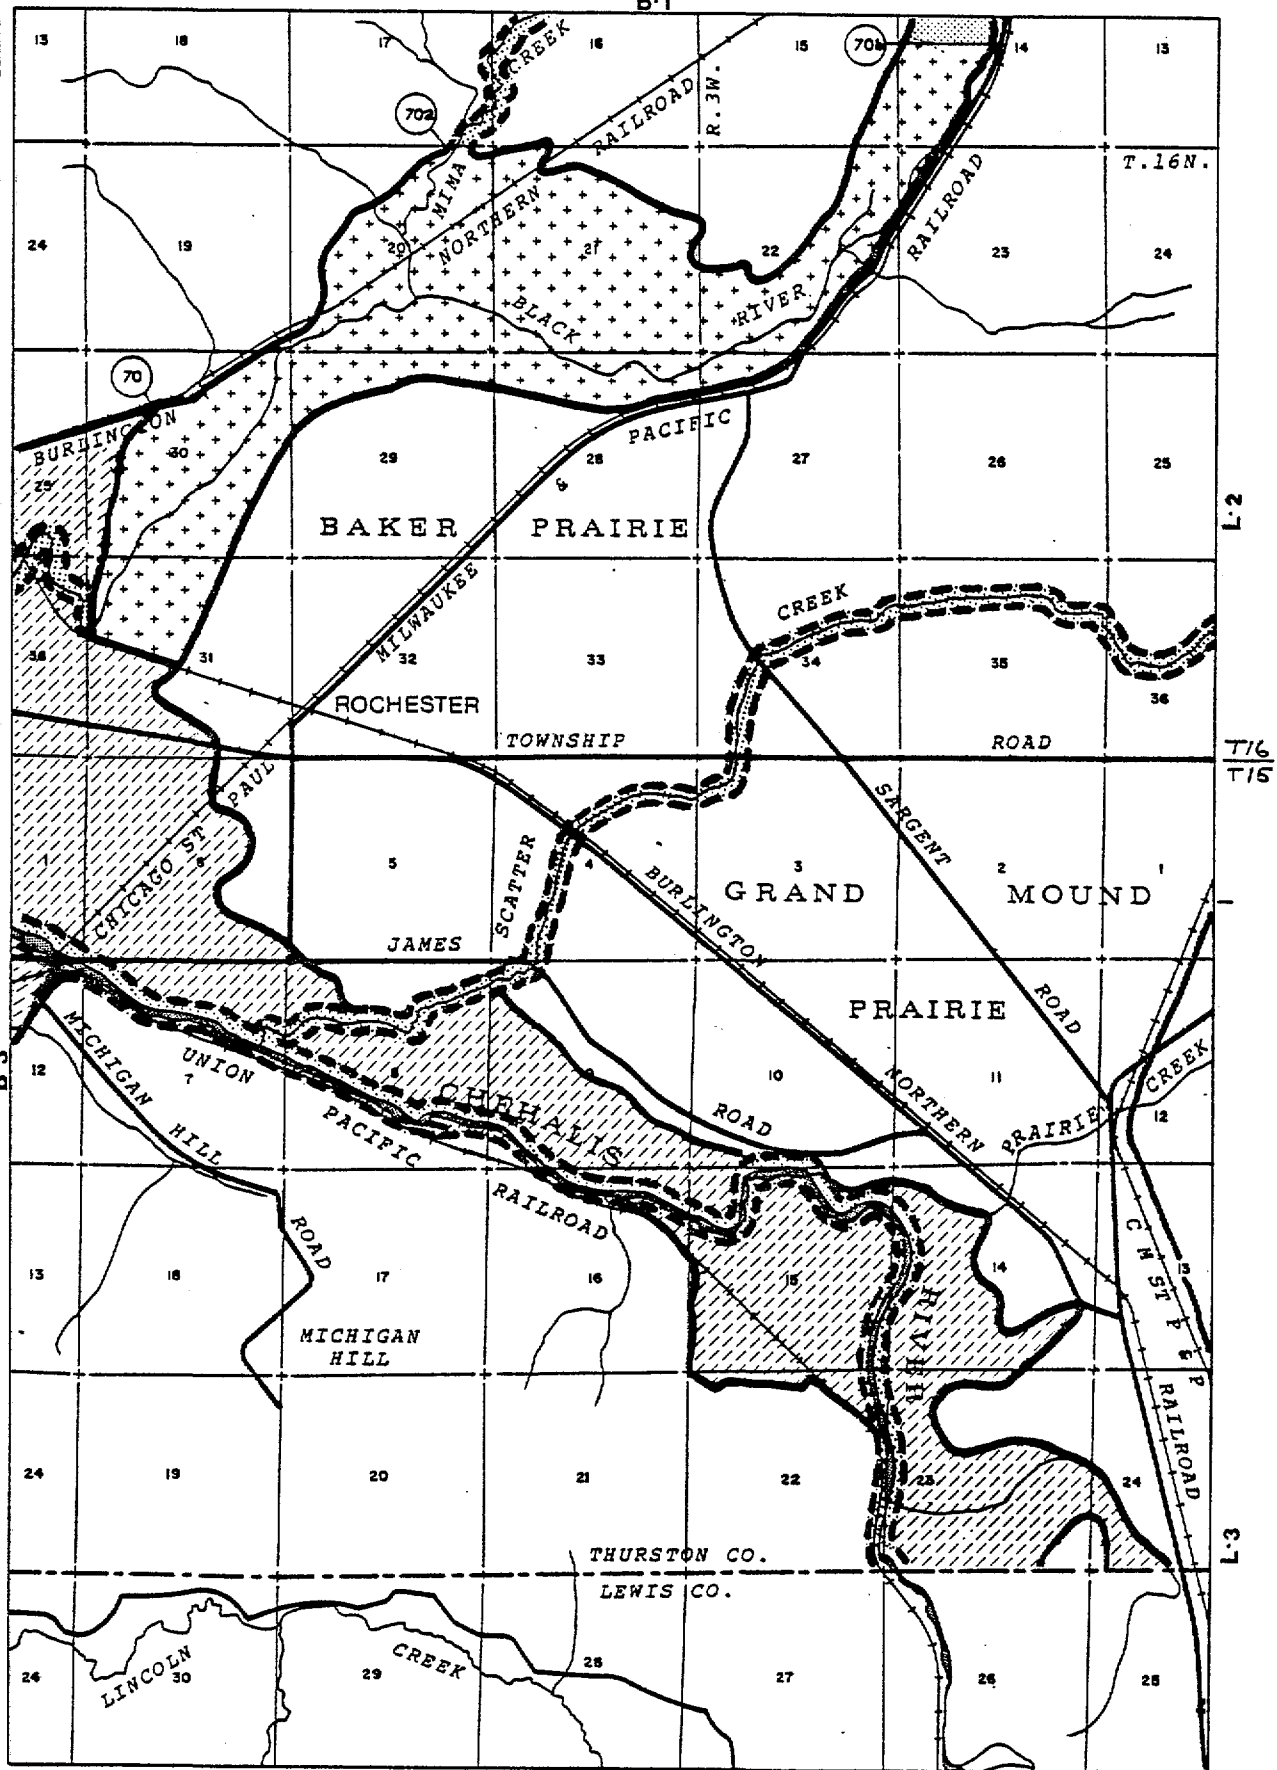 B-1
13 18 17 CREEK 16 15 701 14 13
702 RAILROAD R.3W.
T.16N.
MIMA NORTHERN RAILROAD
24 19 20 21 22 23 24
BLACK RIVER
70
BURLINGTON PACIFIC
25 30 29 28 27 26 25
&
L-2
BAKER PRAIRIE
MILWAUKEE CREEK
36 31 32 33 34 35 36
ROCHESTER
TOWNSHIP ROAD
T16
T15
PAUL
CHICAGO ST
SARGENT
1 6 5 SCATTER 4 3 2 1
BURLINGTON GRAND MOUND
JAMES
PRAIRIE ROAD
MICHIGAN UNION CREEK
12 7 8 9 10 11 12
CHEHALIS NORTHERN
HILL PACIFIC ROAD PRAIRIE
RAILROAD
ROAD
C M ST P & P
13 18 17 16 15 14 13
RIVER
MICHIGAN
HILL
RAILROAD
24 19 20 21 22 23 24
THURSTON CO.
LEWIS CO.
L-3
LINCOLN CREEK
24 30 29 28 27 26 25